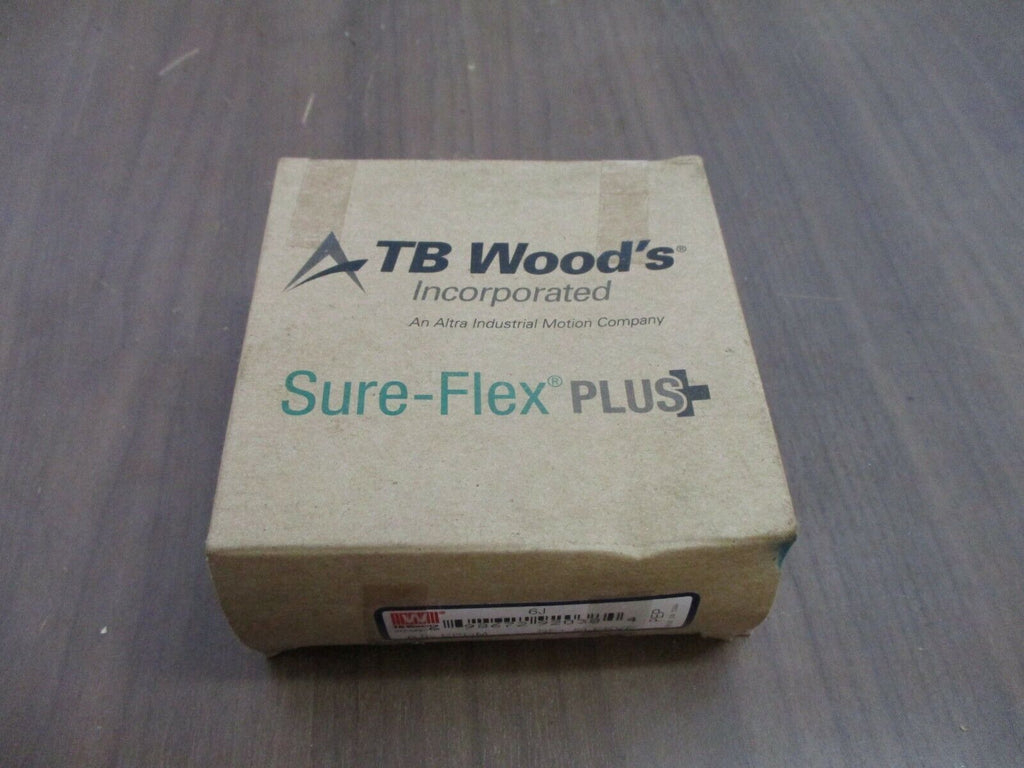 TB Wood's®
Incorporated
An Altra Industrial Motion Company
Sure-Flex® PLUS+
6J